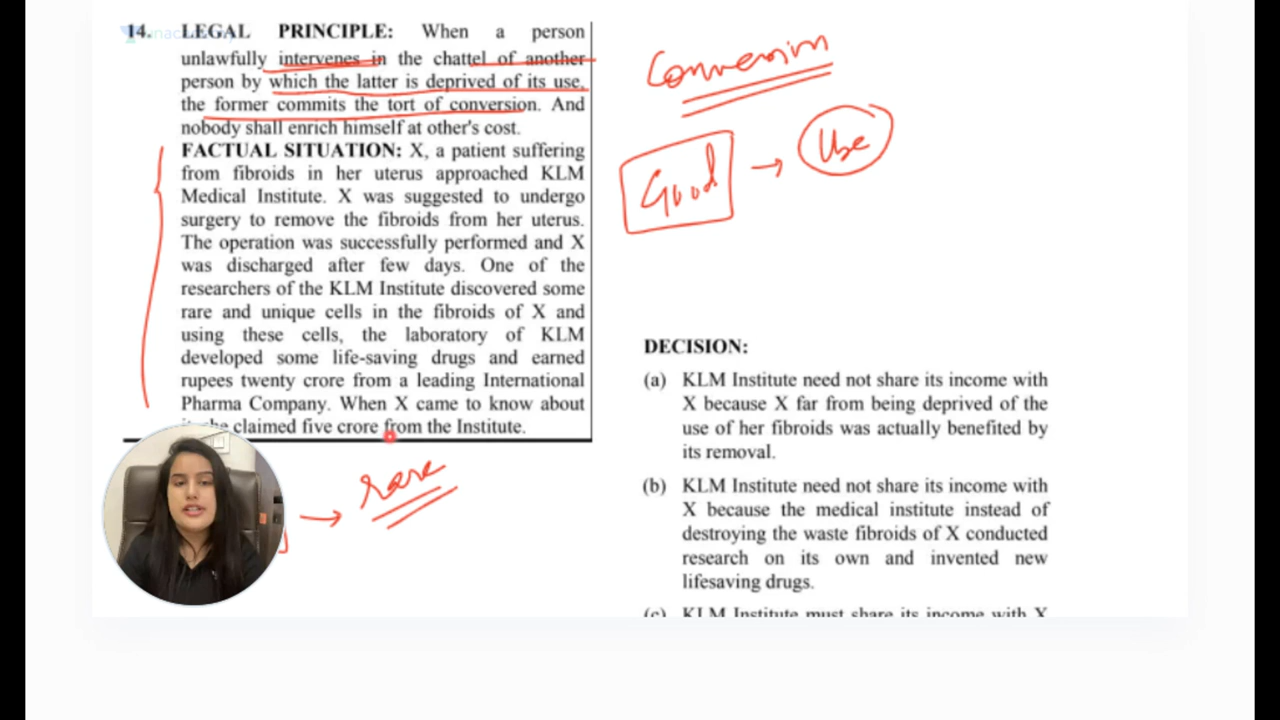 14. LEGAL PRINCIPLE: When a person
unlawfully intervenes in the chattel of another
person by which the latter is deprived of its use,
the former commits the tort of conversion. And
nobody shall enrich himself at other's cost.
FACTUAL SITUATION: X, a patient suffering
from fibroids in her uterus approached KLM
Medical Institute. X was suggested to undergo
surgery to remove the fibroids from her uterus.
The operation was successfully performed and X
was discharged after few days. One of the
researchers of the KLM Institute discovered some
rare and unique cells in the fibroids of X and
using these cells, the laboratory of KLM
developed some life-saving drugs and earned
rupees twenty crore from a leading International
Pharma Company. When X came to know about
claimed five crore from the Institute.
rare
Conversion
Good → Use
DECISION:
(a) KLM Institute need not share its income with
X because X far from being deprived of the
use of her fibroids was actually benefited by
its removal.
(b) KLM Institute need not share its income with
X because the medical institute instead of
destroying the waste fibroids of X conducted
research on its own and invented new
lifesaving drugs.
(c) KLM Institute must share its income with X